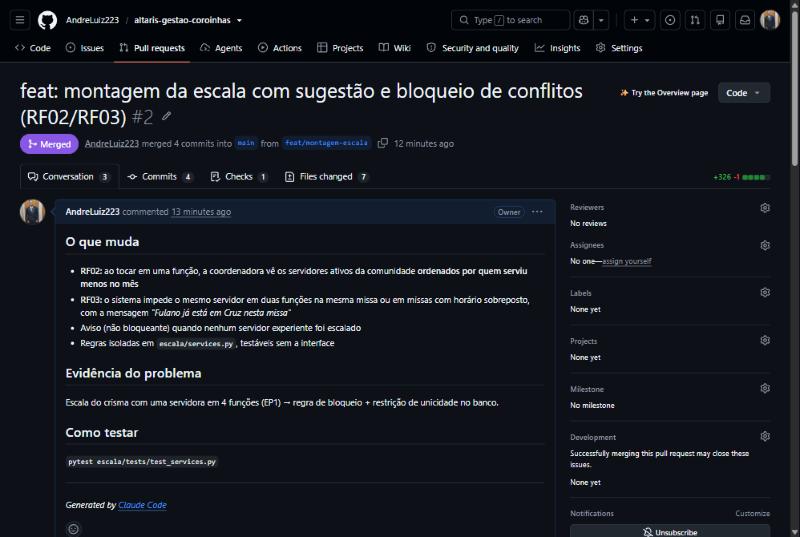 AndreLuiz223 / altaris-gestao-coroinhas
Type / to search
Code
Issues
Pull requests
Agents
Actions
Projects
Wiki
Security and quality
Insights
Settings
feat: montagem da escala com sugestão e bloqueio de conflitos
(RF02/RF03) #2
Try the Overview page
Code
Merged
AndreLuiz223 merged 4 commits into main from feat/montagem-escala 12 minutes ago
Conversation 3
Commits 4
Checks 1
Files changed 7
+326 -1
AndreLuiz223 commented 13 minutes ago
Owner
O que muda
RF02: ao tocar em uma função, a coordenadora vê os servidores ativos da comunidade ordenados por quem serviu
menos no mês
RF03: o sistema impede o mesmo servidor em duas funções na mesma missa ou em missas com horário sobreposto,
com a mensagem "Fulano já está em Cruz nesta missa"
Aviso (não bloqueante) quando nenhum servidor experiente foi escalado
Regras isoladas em escala/services.py, testáveis sem a interface
Evidência do problema
Escala do crisma com uma servidora em 4 funções (EP1) → regra de bloqueio + restrição de unicidade no banco.
Como testar
pytest escala/tests/test_services.py
Generated by Claude Code
Reviewers
No reviews
Assignees
No one—assign yourself
Labels
None yet
Projects
None yet
Milestone
No milestone
Development
Successfully merging this pull request may close these
issues.
None yet
Notifications
Customize
Unsubscribe